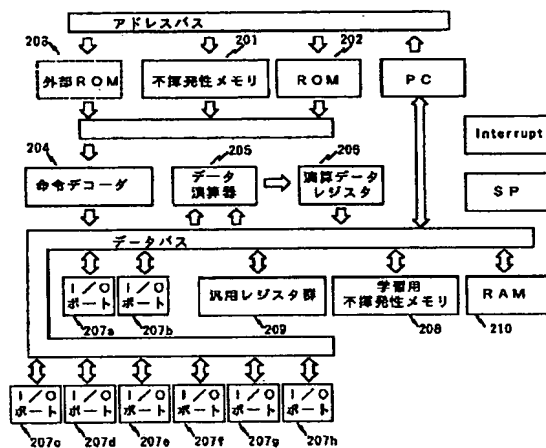 アドレスバス
203
201
202
外部ROM
不揮発性メモリ
ROM
PC
Interrupt
204
205
206
命令デコーダ
データ
演算器
演算データ
レジスタ
SP
データバス
I/O
ポート
I/O
ポート
汎用レジスタ群
学習用
不揮発性メモリ
RAM
207a
207b
209
208
210
I/O
ポート
I/O
ポート
I/O
ポート
I/O
ポート
I/O
ポート
I/O
ポート
207c
207d
207e
207f
207g
207h